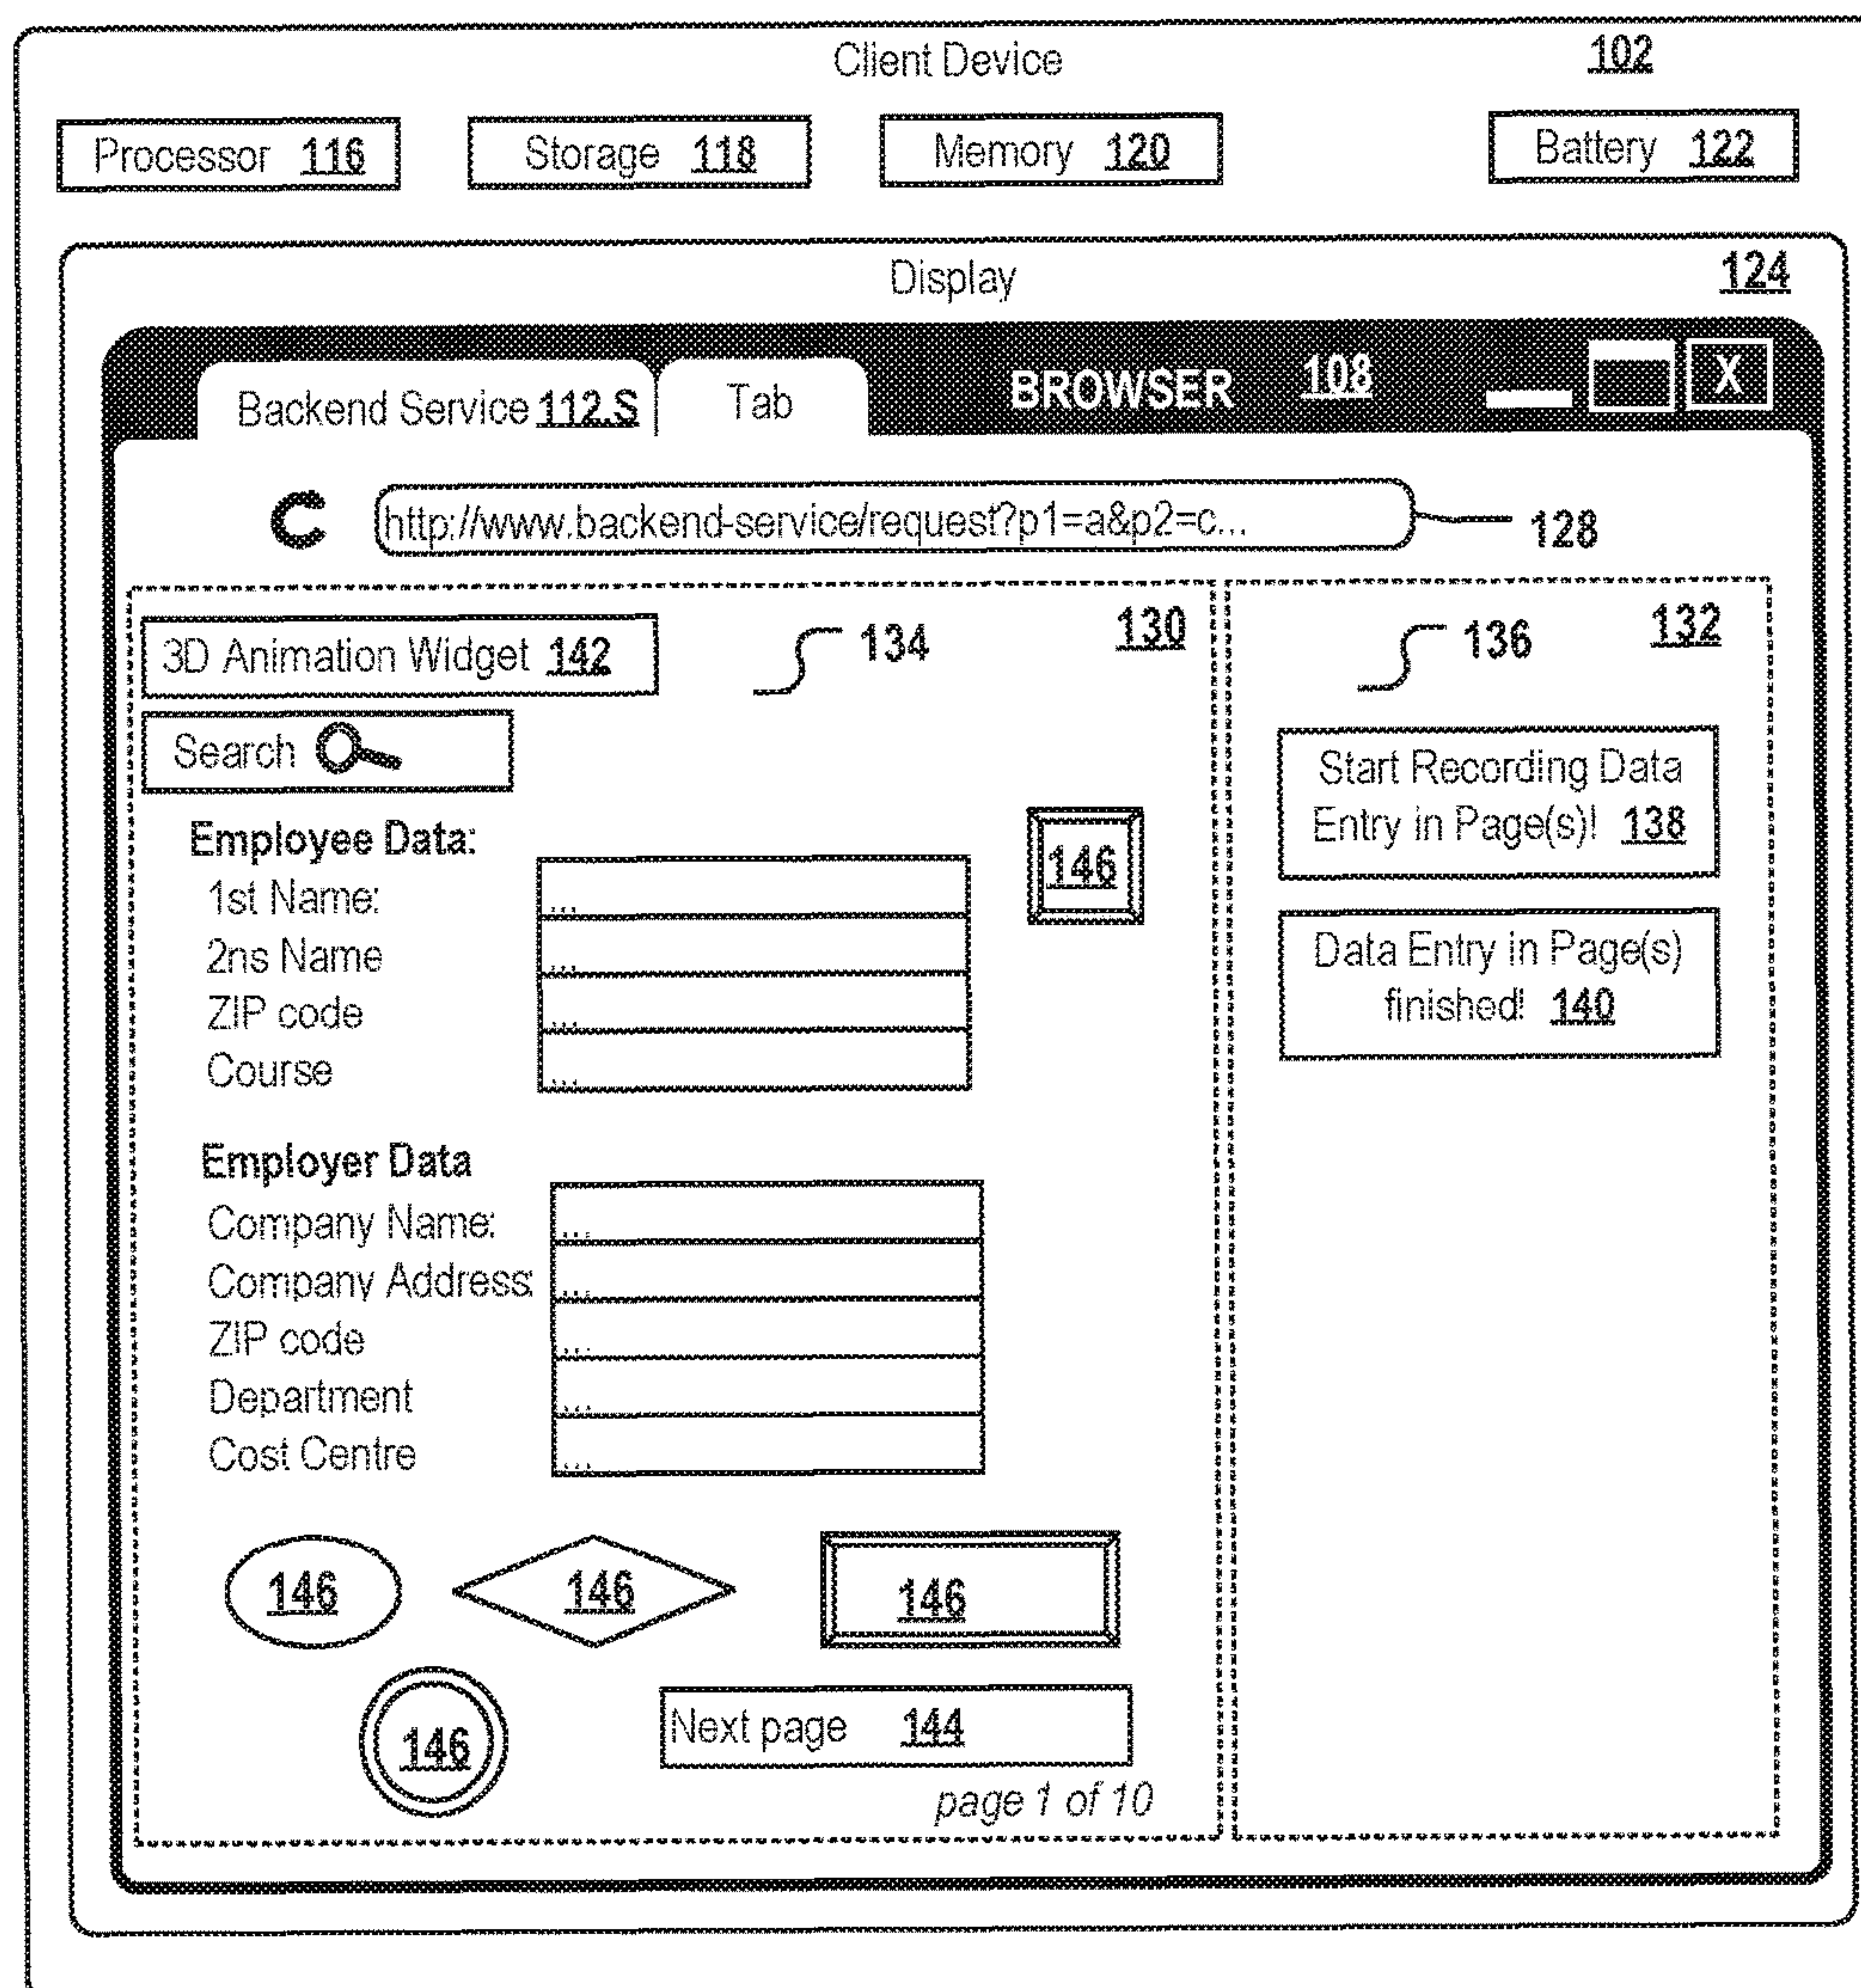 Client Device 102
Processor 116 Storage 118 Memory 120 Battery 122
Display 124
Backend Service 112.S Tab BROWSER 108 X
http://www.backend-service/request?p1=a&p2=c... 128
3D Animation Widget 142 134 130 136 132
Search
Start Recording Data
Entry in Page(s)! 138
Employee Data:
146
1st Name: ...
2ns Name ...
ZIP code ...
Course ...
Data Entry in Page(s)
finished! 140
Employer Data
Company Name: ...
Company Address: ...
ZIP code ...
Department ...
Cost Centre ...
146 146 146
146 Next page 144
page 1 of 10